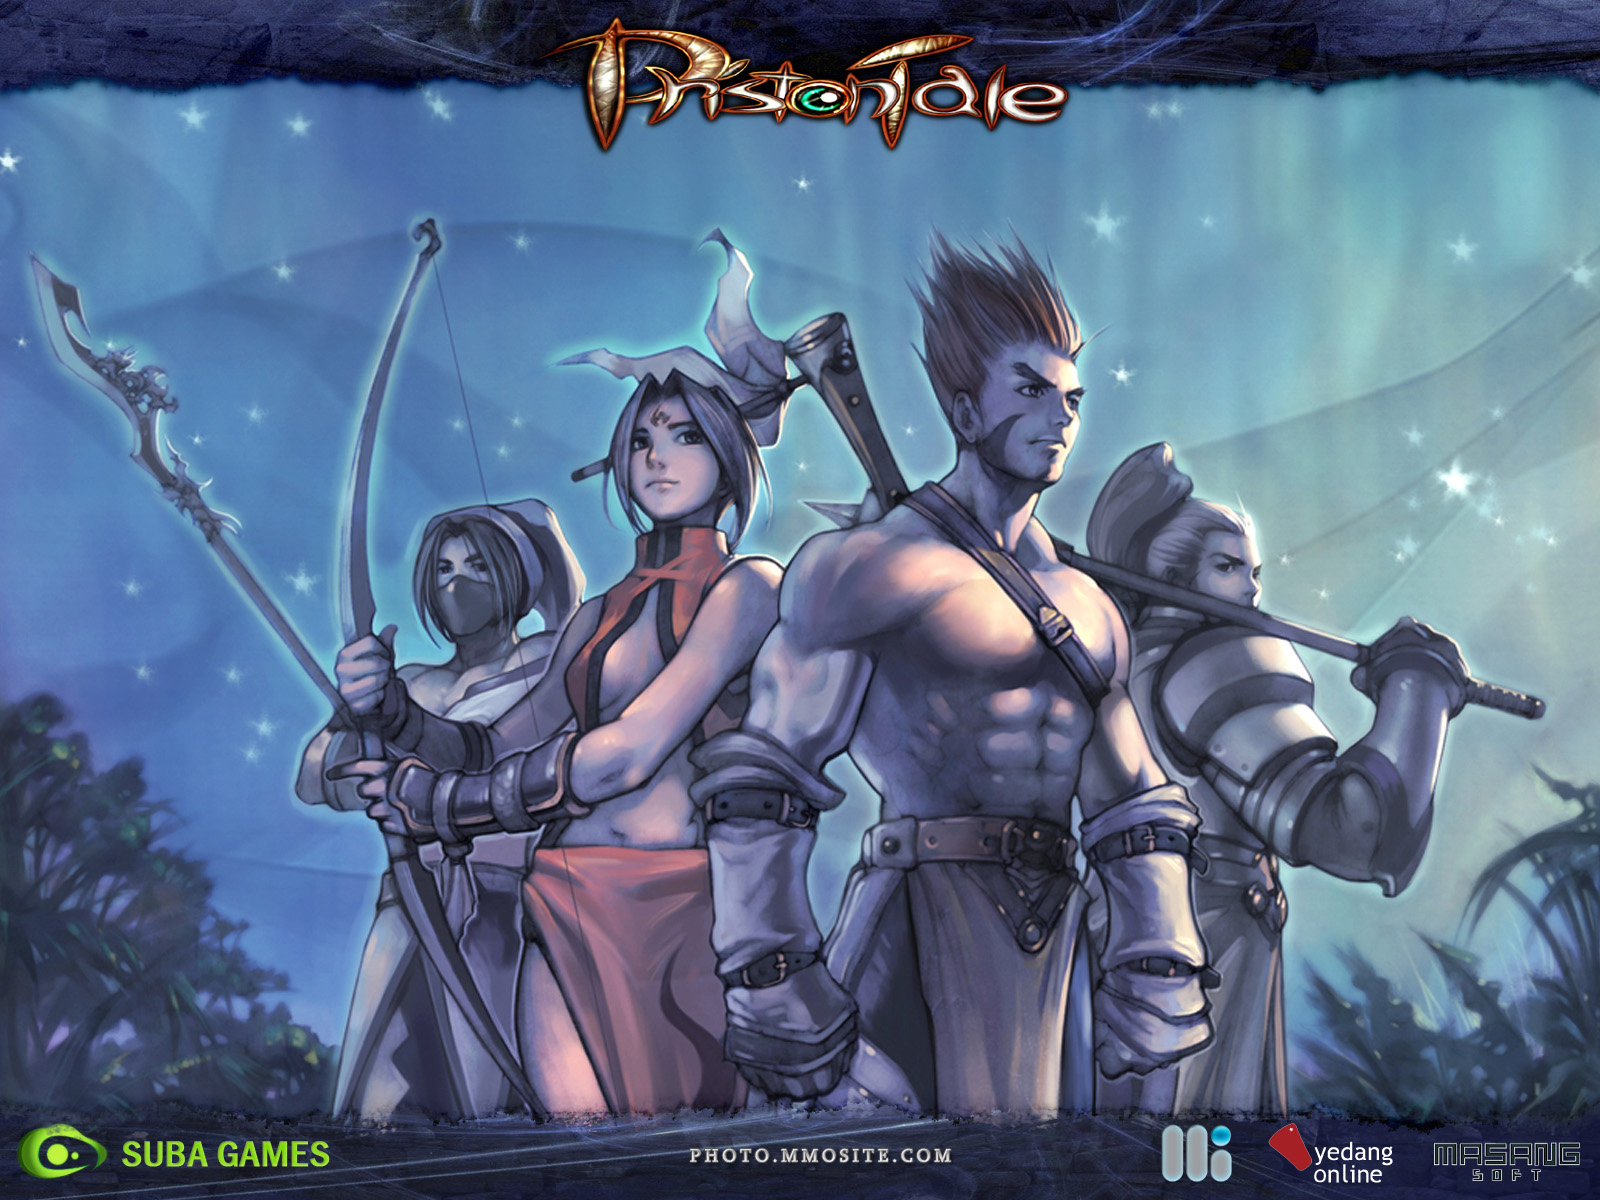 PristonTale
SUBA GAMES
PHOTO.MMOSITE.COM
yedang
online
MASANG
SOFT